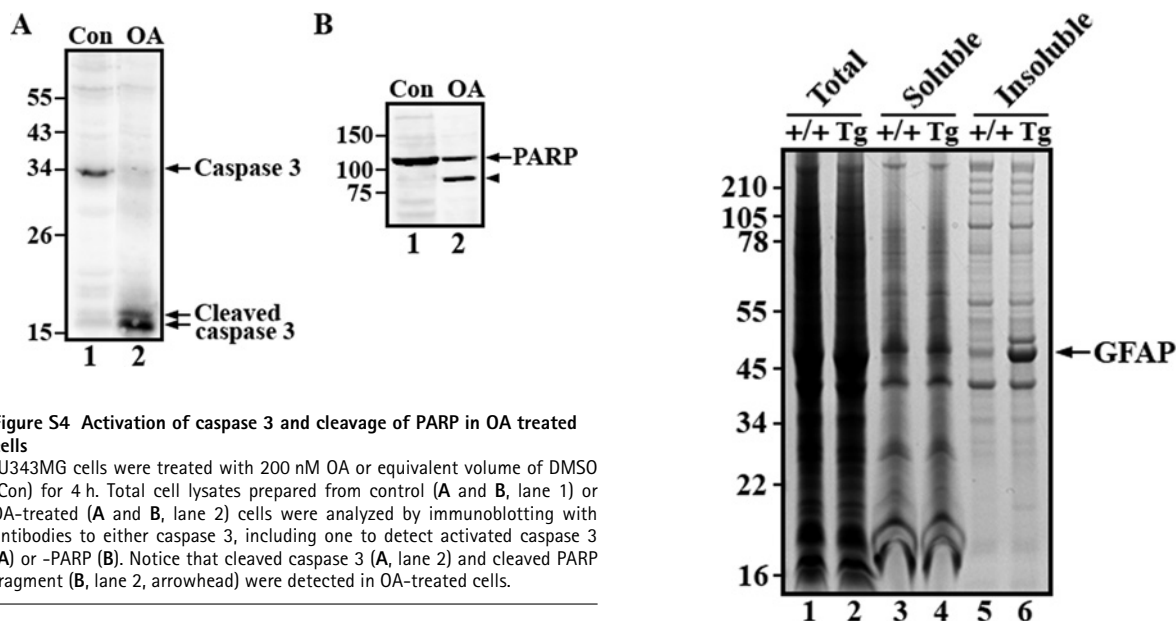 A
Con OA
55
43
34
26
15
Caspase 3
Cleaved
caspase 3
1 2
B
Con OA
150
100
75
PARP
1 2
igure S4 Activation of caspase 3 and cleavage of PARP in OA treated
ells
U343MG cells were treated with 200 nM OA or equivalent volume of DMSO
Con) for 4 h. Total cell lysates prepared from control (A and B, lane 1) or
OA-treated (A and B, lane 2) cells were analyzed by immunoblotting with
ntibodies to either caspase 3, including one to detect activated caspase 3
A) or -PARP (B). Notice that cleaved caspase 3 (A, lane 2) and cleaved PARP
ragment (B, lane 2, arrowhead) were detected in OA-treated cells.
Total Soluble Insoluble
+/+ Tg +/+ Tg +/+ Tg
210
105
78
55
45
34
22
16
GFAP
1 2 3 4 5 6